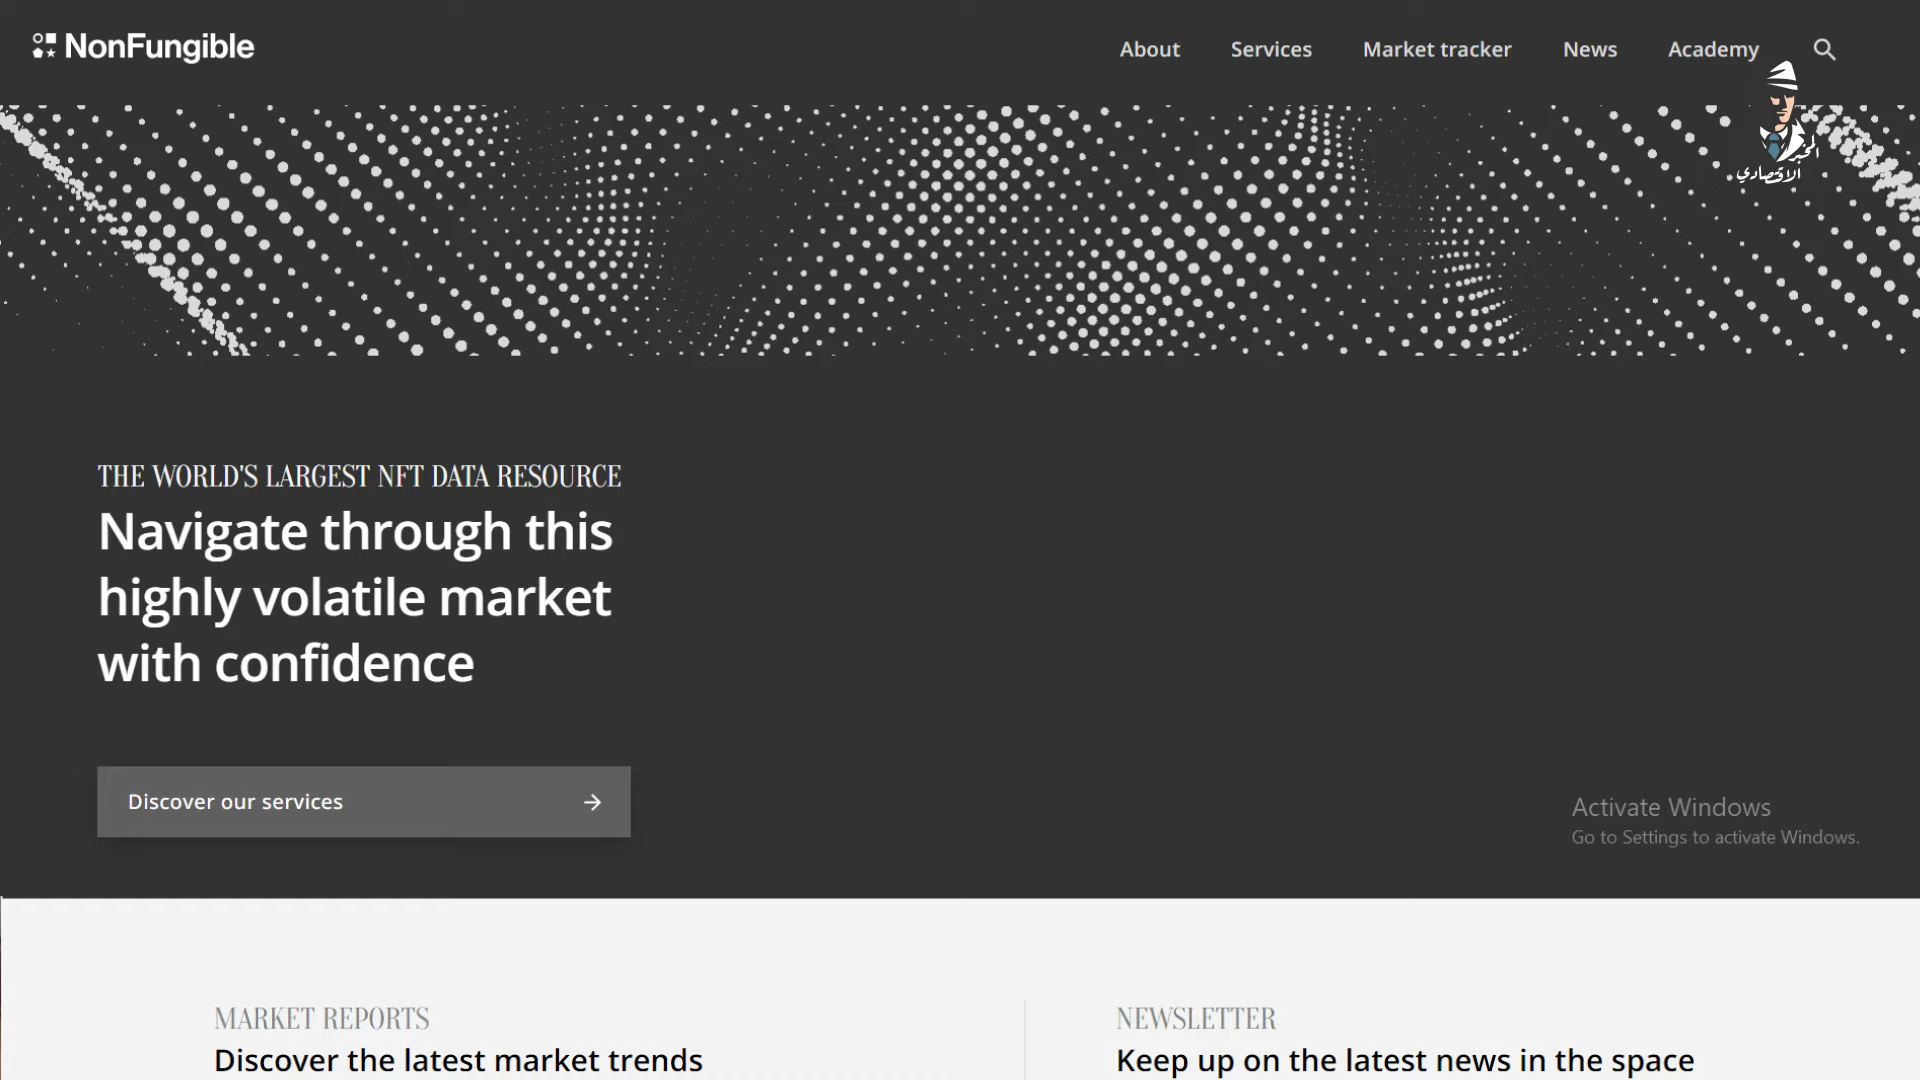 NonFungible
About
Services
Market tracker
News
Academy
المخبر
الاقتصادي
THE WORLD'S LARGEST NFT DATA RESOURCE
Navigate through this
highly volatile market
with confidence
Discover our services
Activate Windows
Go to Settings to activate Windows.
MARKET REPORTS
Discover the latest market trends
NEWSLETTER
Keep up on the latest news in the space